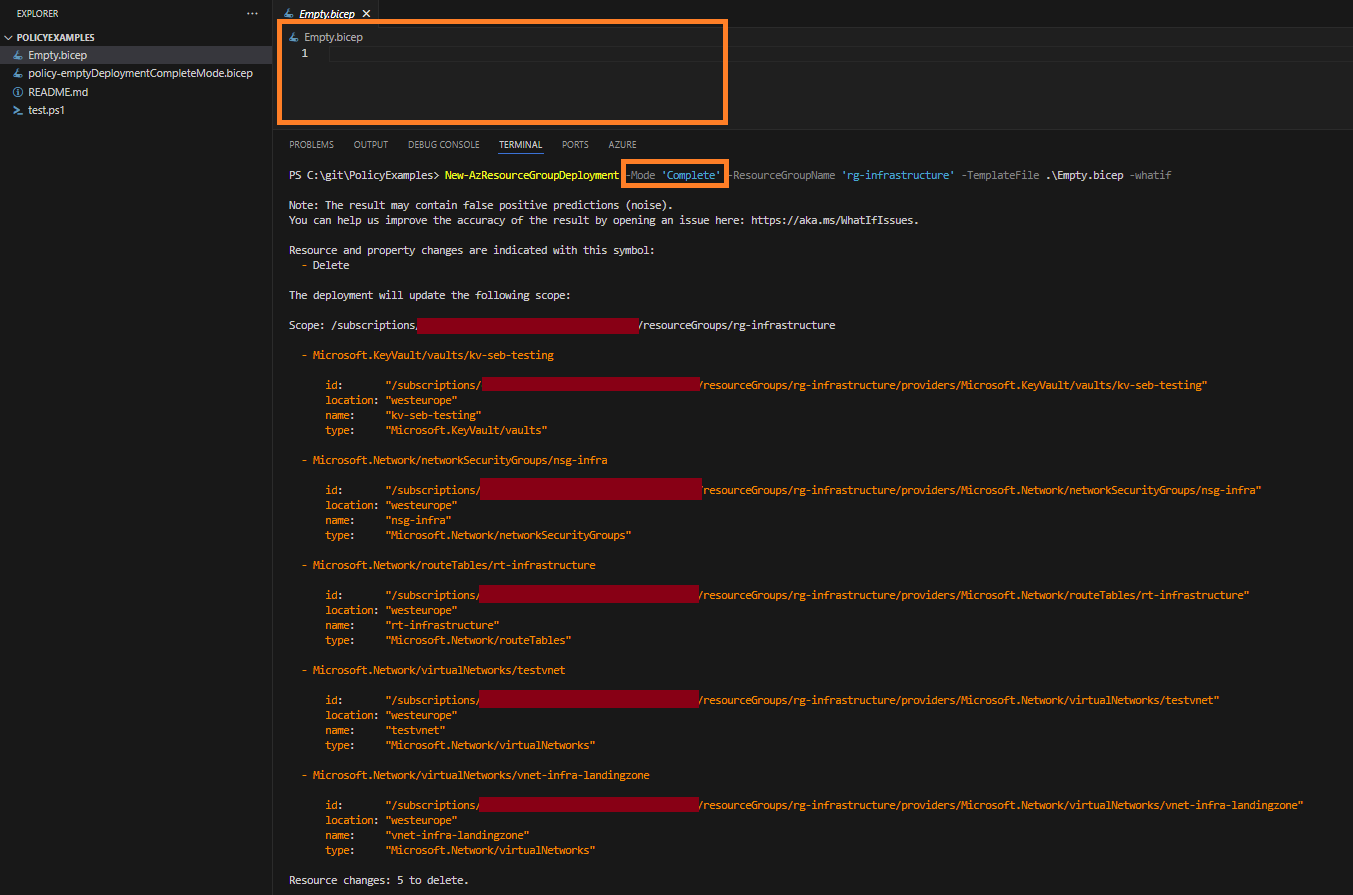 EXPLORER ...
POLICYEXAMPLES
Empty.bicep
policy-emptyDeploymentCompleteMode.bicep
README.md
test.ps1
Empty.bicep
Empty.bicep
1
PROBLEMS OUTPUT DEBUG CONSOLE TERMINAL PORTS AZURE
PS C:\git\PolicyExamples> New-AzResourceGroupDeployment -Mode 'Complete' -ResourceGroupName 'rg-infrastructure' -TemplateFile .\Empty.bicep -whatif
Note: The result may contain false positive predictions (noise).
You can help us improve the accuracy of the result by opening an issue here: https://aka.ms/WhatIfIssues.
Resource and property changes are indicated with this symbol:
- Delete
The deployment will update the following scope:
Scope: /subscriptions/ /resourceGroups/rg-infrastructure
- Microsoft.KeyVault/vaults/kv-seb-testing
id: "/subscriptions/ /resourceGroups/rg-infrastructure/providers/Microsoft.KeyVault/vaults/kv-seb-testing"
location: "westeurope"
name: "kv-seb-testing"
type: "Microsoft.KeyVault/vaults"
- Microsoft.Network/networkSecurityGroups/nsg-infra
id: "/subscriptions/ resourceGroups/rg-infrastructure/providers/Microsoft.Network/networkSecurityGroups/nsg-infra"
location: "westeurope"
name: "nsg-infra"
type: "Microsoft.Network/networkSecurityGroups"
- Microsoft.Network/routeTables/rt-infrastructure
id: "/subscriptions/ /resourceGroups/rg-infrastructure/providers/Microsoft.Network/routeTables/rt-infrastructure"
location: "westeurope"
name: "rt-infrastructure"
type: "Microsoft.Network/routeTables"
- Microsoft.Network/virtualNetworks/testvnet
id: "/subscriptions/ /resourceGroups/rg-infrastructure/providers/Microsoft.Network/virtualNetworks/testvnet"
location: "westeurope"
name: "testvnet"
type: "Microsoft.Network/virtualNetworks"
- Microsoft.Network/virtualNetworks/vnet-infra-landingzone
id: "/subscriptions/ /resourceGroups/rg-infrastructure/providers/Microsoft.Network/virtualNetworks/vnet-infra-landingzone"
location: "westeurope"
name: "vnet-infra-landingzone"
type: "Microsoft.Network/virtualNetworks"
Resource changes: 5 to delete.